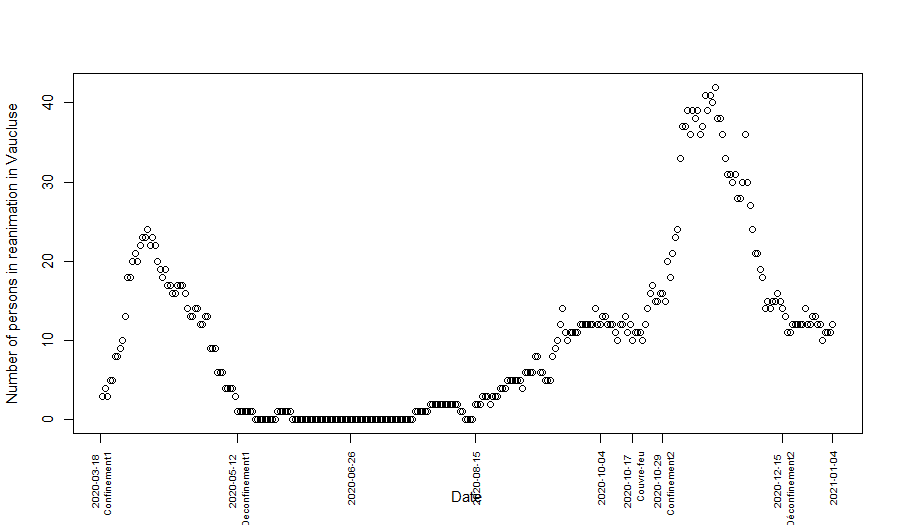 Number of persons in reanimation in Vaucluse
40
30
20
10
0
2020-03-18
Confinement1
2020-05-12
Déconfinement1
2020-06-26
2020-08-15
2020-10-04
2020-10-17
Couvre-feu
2020-10-29
Confinement2
2020-12-15
Déconfinement2
2021-01-04
Date